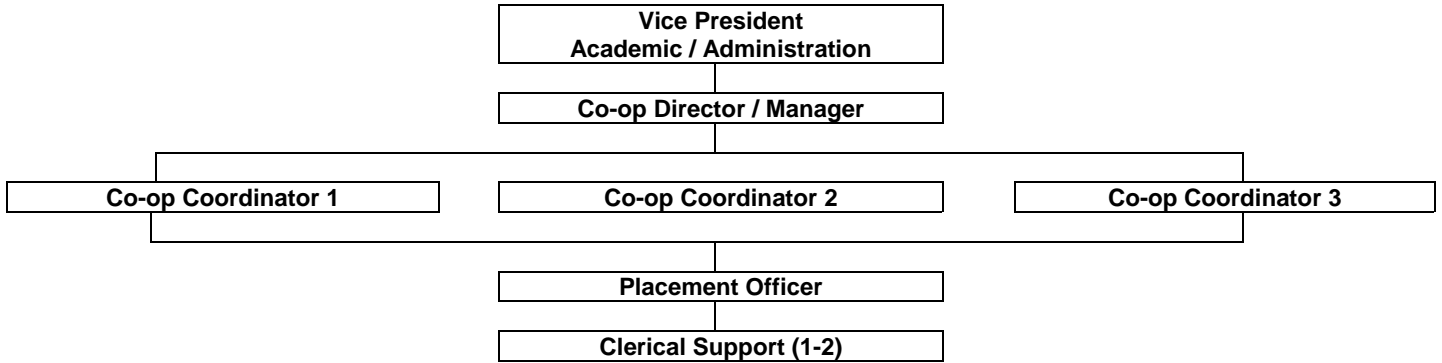 Vice President
Academic / Administration
Co-op Director / Manager
Co-op Coordinator 1
Co-op Coordinator 2
Co-op Coordinator 3
Placement Officer
Clerical Support (1-2)